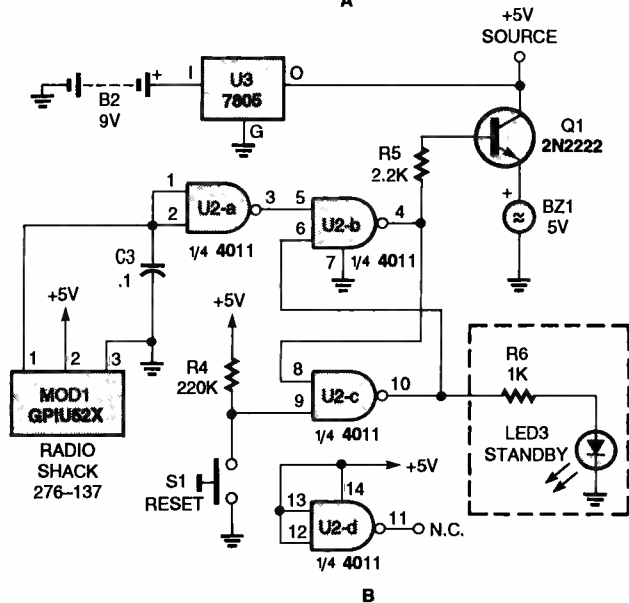 A
+5V
SOURCE
I
U3
7805
O
G
+
B2
9V
Q1
2N2222
R5
2.2K
+
BZ1
5V
1
2
U2-a
3
1/4 4011
5
6
U2-b
4
7
1/4 4011
C3
.1
+5V
1
2
3
MOD1
GPIU52X
RADIO
SHACK
276–137
+5V
R4
220K
8
9
U2-c
10
1/4 4011
R6
1K
LED3
STANDBY
S1
RESET
+5V
14
13
12
U2-d
11
N.C.
1/4 4011
B